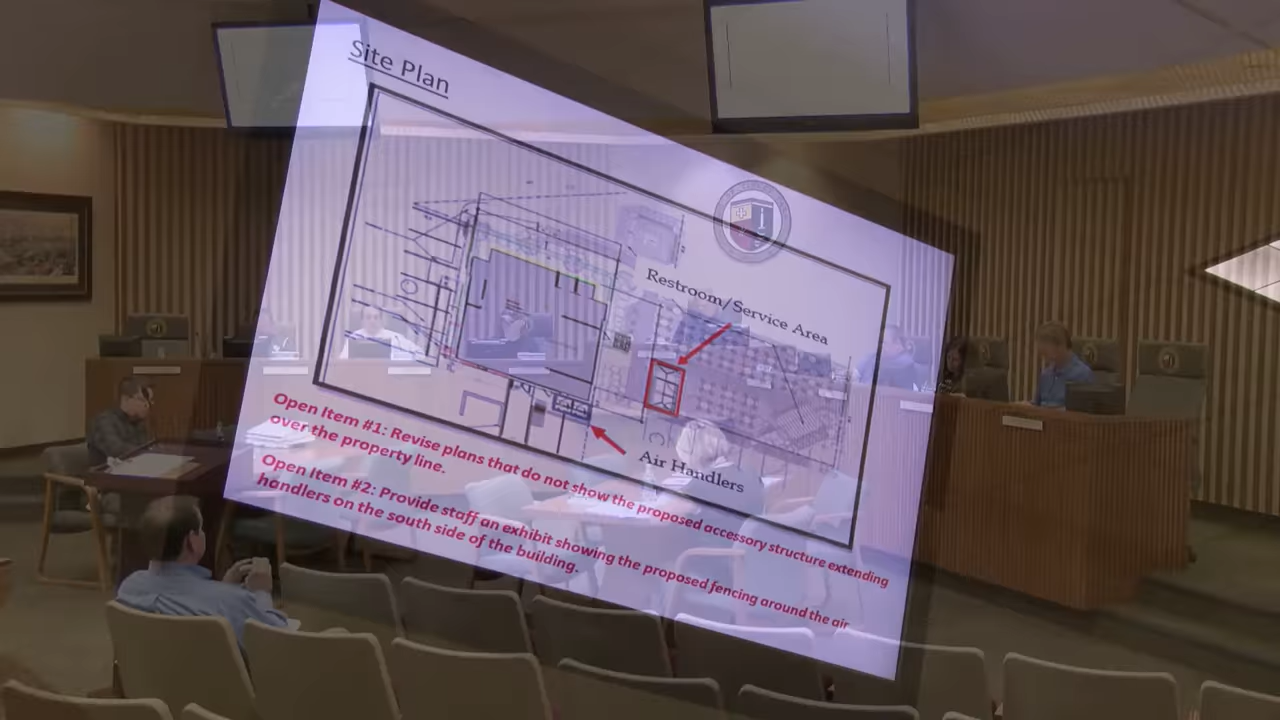 Site Plan
Restroom/Service Area
Air Handlers
Open Item #1: Revise plans that do not show the proposed accessory structure extending
over the property line.
Open Item #2: Provide staff an exhibit showing the proposed fencing around the air
handlers on the south side of the building.